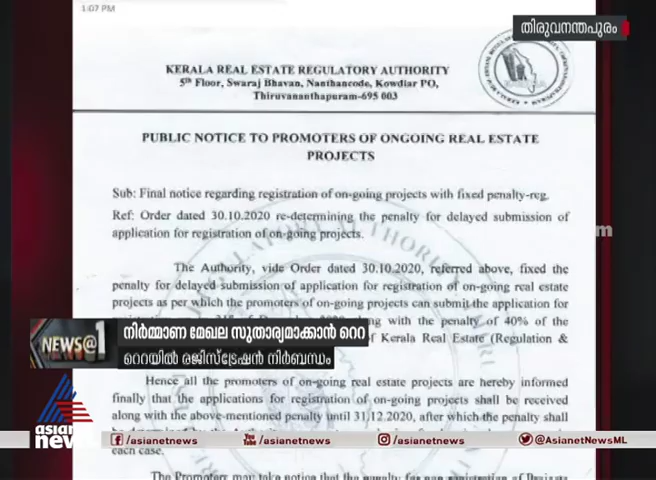 1:07 PM
തിരുവനന്തപുരം
KERALA REAL ESTATE REGULATORY AUTHORITY
5th Floor, Swaraj Bhavan, Nanthancode, Kowdiar PO,
Thiruvananthapuram-695 003
PUBLIC NOTICE TO PROMOTERS OF ONGOING REAL ESTATE
PROJECTS
Sub: Final notice regarding registration of on-going projects with fixed penalty-reg.
Ref: Order dated 30.10.2020 re-determining the penalty for delayed submission of
application for registration of on-going projects.
The Authority, vide Order dated 30.10.2020, referred above, fixed the
penalty for delayed submission of application for registration of on-going real estate
projects as per which the promoters of on-going projects can submit the application for
with the penalty of 40% of the
of Kerala Real Estate (Regulation &
NEWS@1
നിർമ്മാണ മേഖല സുതാര്യമാക്കാൻ റെറ
റെറയിൽ രജിസ്ട്രേഷൻ നിർബന്ധം
Hence all the promoters of on-going real estate projects are hereby informed
finally that the applications for registration of on-going projects shall be received
along with the above-mentioned penalty until 31.12.2020, after which the penalty shall
each case.
asianet news
/asianetnews
/asianetnews
/asianetnews
@AsianetNewsML
The Promoters may take notice that the penalty for non registration of Projects